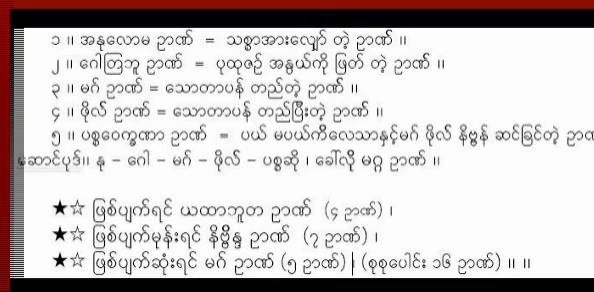 ၁ ။ အနုလောမ ဉာဏ် = သစ္စာအားလျော် တဲ့ ဉာဏ် ။
၂ ။ ဂေါတြဘူ ဉာဏ် = ပုထုဇဉ် အနွယ်ကို ဖြတ် တဲ့ ဉာဏ် ။
၃ ။ မဂ် ဉာဏ် = သောတာပန် တည်တဲ့ ဉာဏ် ။
၄ ။ ဖိုလ် ဉာဏ် = သောတာပန် တည်ပြီးတဲ့ ဉာဏ် ။
၅ ။ ပစ္စဝေက္ခဏာ ဉာဏ် = ပယ် မပယ်ကိလေသာနှင့်မဂ် ဖိုလ် နိဗ္ဗန် ဆင်ခြင်တဲ့ ဉာဏ်
ဆောင်ပုဒ်။ နု – ဂေါ – မဂ် – ဖိုလ် – ပစ္စဆို ၊ ခေါ်လို မဂ္ဂ ဉာဏ် ။
★☆ ဖြစ်ပျက်ရင် ယထာဘူတ ဉာဏ် (၄ ဉာဏ်) ၊
★☆ ဖြစ်ပျက်မုန်းရင် နိဗ္ဗိန္ဒ ဉာဏ် (၇ ဉာဏ်) ၊
★☆ ဖြစ်ပျက်ဆုံးရင် မဂ် ဉာဏ် (၅ ဉာဏ်) ၊ (စုစုပေါင်း ၁၆ ဉာဏ်) ။ ။